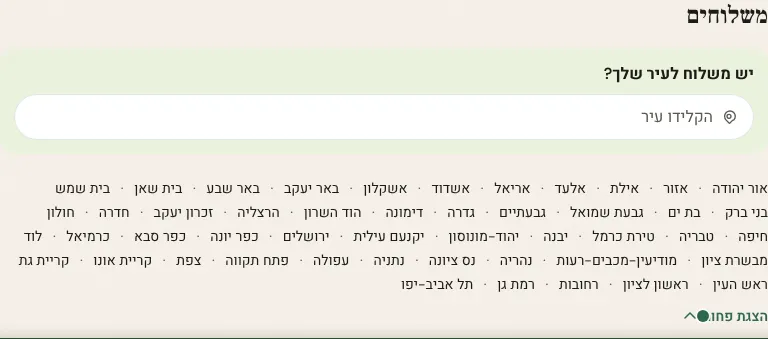 משלוחים
יש משלוח לעיר שלך?
הקלידו עיר
אור יהודה · אזור · אילת · אלעד · אריאל · אשדוד · אשקלון · באר יעקב · באר שבע · בית שאן · בית שמש
בני ברק · בת ים · גבעת שמואל · גבעתיים · גדרה · דימונה · הוד השרון · הרצליה · זכרון יעקב · חדרה · חולון
חיפה · טבריה · טירת כרמל · יבנה · יהוד-מונוסון · יקנעם עילית · ירושלים · כפר יונה · כפר סבא · כרמיאל · לוד
מבשרת ציון · מודיעין-מכבים-רעות · נהריה · נס ציונה · נתניה · עפולה · פתח תקווה · צפת · קריית אונו · קריית גת
ראש העין · ראשון לציון · רחובות · רמת גן · תל אביב-יפו
הצגת